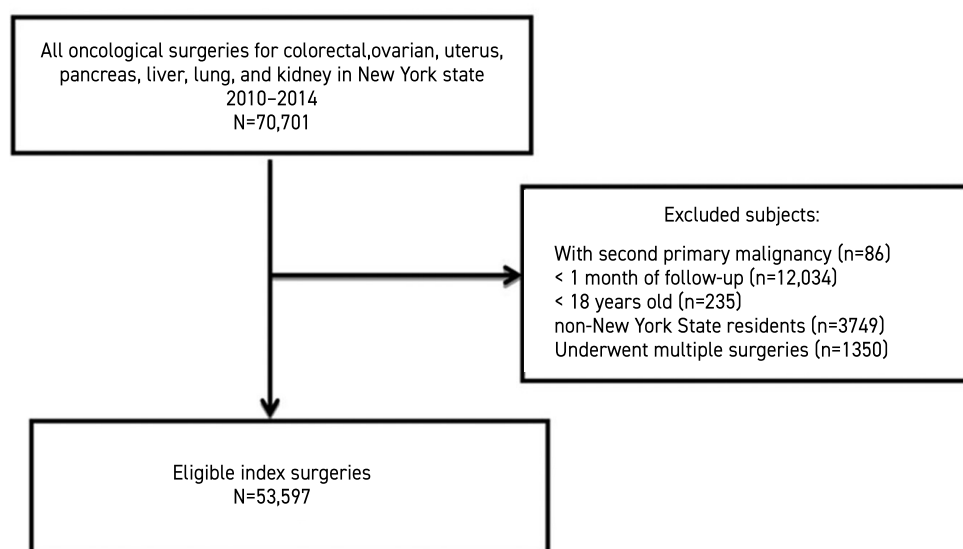 All oncological surgeries for colorectal,ovarian, uterus,
pancreas, liver, lung, and kidney in New York state
2010–2014
N=70,701
Excluded subjects:
With second primary malignancy (n=86)
< 1 month of follow-up (n=12,034)
< 18 years old (n=235)
non-New York State residents (n=3749)
Underwent multiple surgeries (n=1350)
Eligible index surgeries
N=53,597